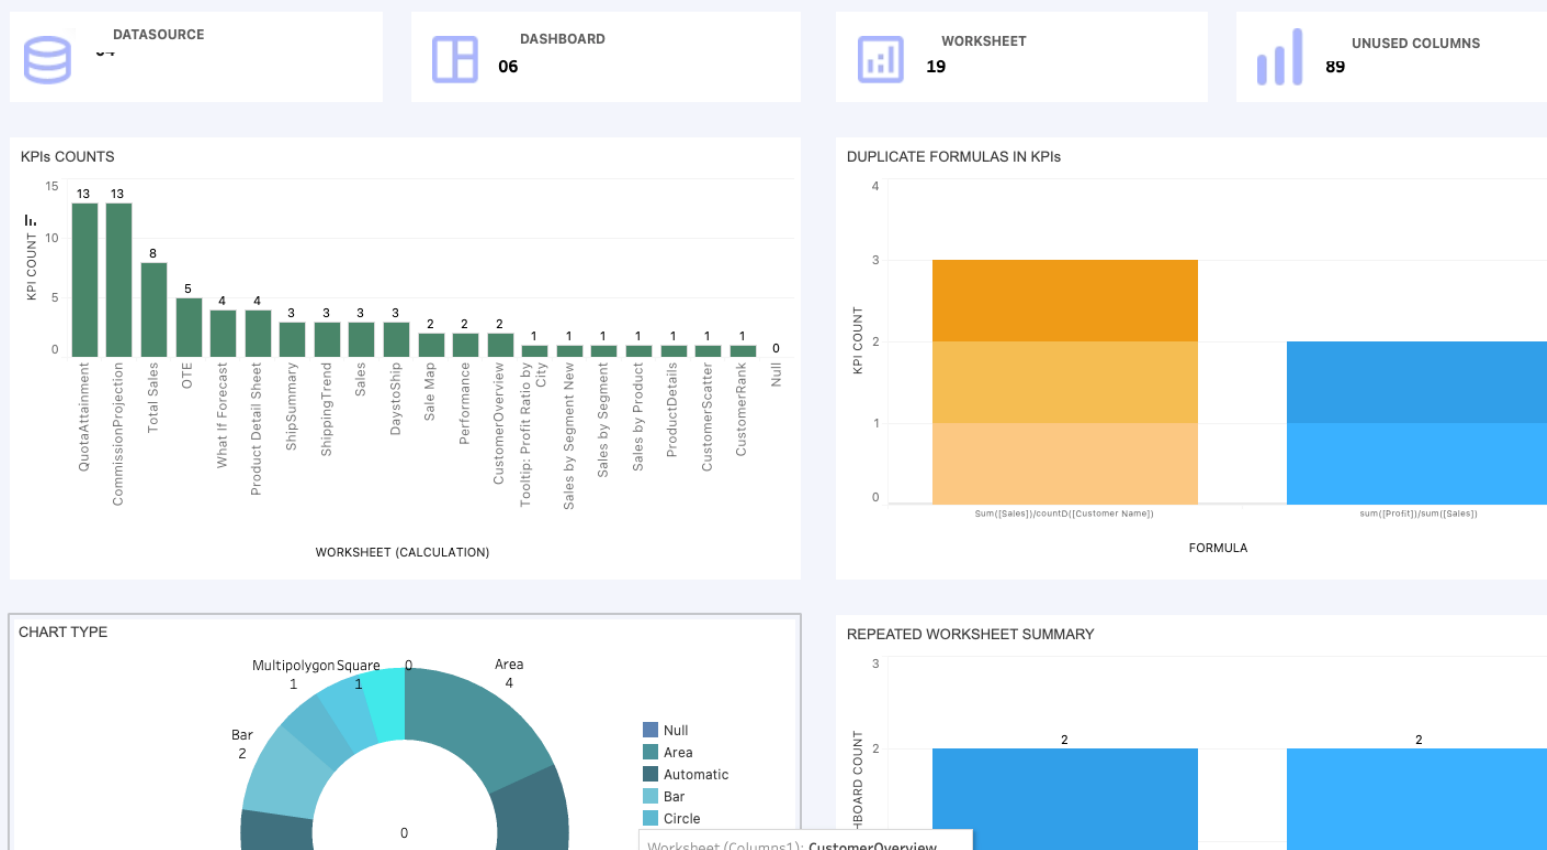 DATASOURCE
DASHBOARD
06
WORKSHEET
19
UNUSED COLUMNS
89
KPIs COUNTS
KPI COUNT
15
10
5
0
13
13
8
5
4
4
3
3
3
3
2
2
2
1
1
1
1
1
1
1
0
QuotaAttainment
CommissionProjection
Total Sales
OTE
What If Forecast
Product Detail Sheet
ShipSummary
ShippingTrend
Sales
DaystoShip
Sale Map
Performance
CustomerOverview
Tooltip: Profit Ratio by
City
Sales by Segment New
Sales by Segment
Sales by Product
ProductDetails
CustomerScatter
CustomerRank
Null
WORKSHEET (CALCULATION)
DUPLICATE FORMULAS IN KPIs
KPI COUNT
4
3
2
1
0
Sum([Sales])/countD([Customer Name])
sum([Profit])/sum([Sales])
FORMULA
CHART TYPE
Multipolygon
1
Square
1
0
Area
4
Bar
2
0
Null
Area
Automatic
Bar
Circle
Worksheet (Columns1): CustomerOverview
REPEATED WORKSHEET SUMMARY
HBOARD COUNT
3
2
2
2